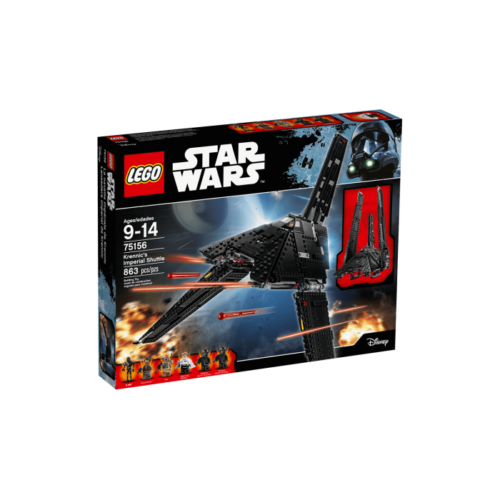 LEGO
STAR
WARS
Ages/edades
9-14
75156
Krennic's
Imperial Shuttle
863 pcs/pzs
Disney